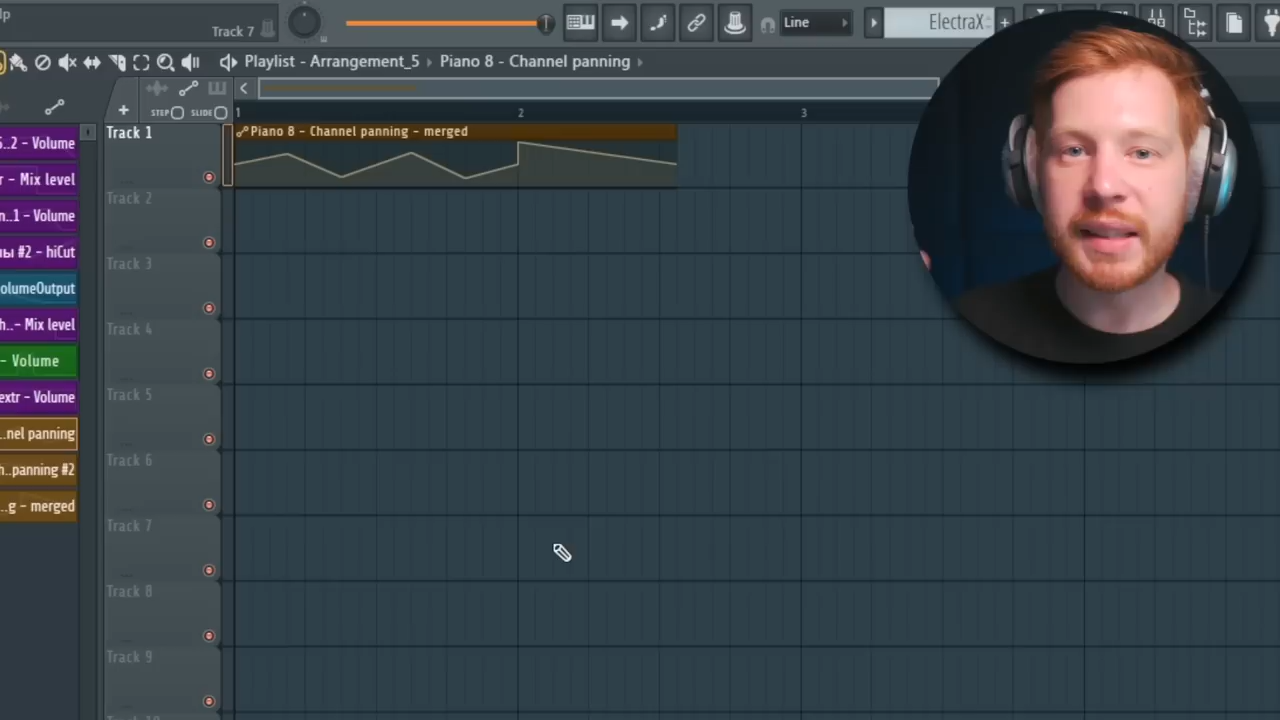 lp
Track 7
Line
ElectraX
Playlist - Arrangement_5 › Piano 8 - Channel panning ›
STEP
SLIDE
1
2
3
5..2 - Volume
r - Mix level
n..1 - Volume
ы #2 - hiCut
olumeOutput
h..- Mix level
- Volume
extr - Volume
..nel panning
h..panning #2
..g - merged
Track 1
Piano 8 - Channel panning - merged
Track 2
Track 3
Track 4
Track 5
Track 6
Track 7
Track 8
Track 9